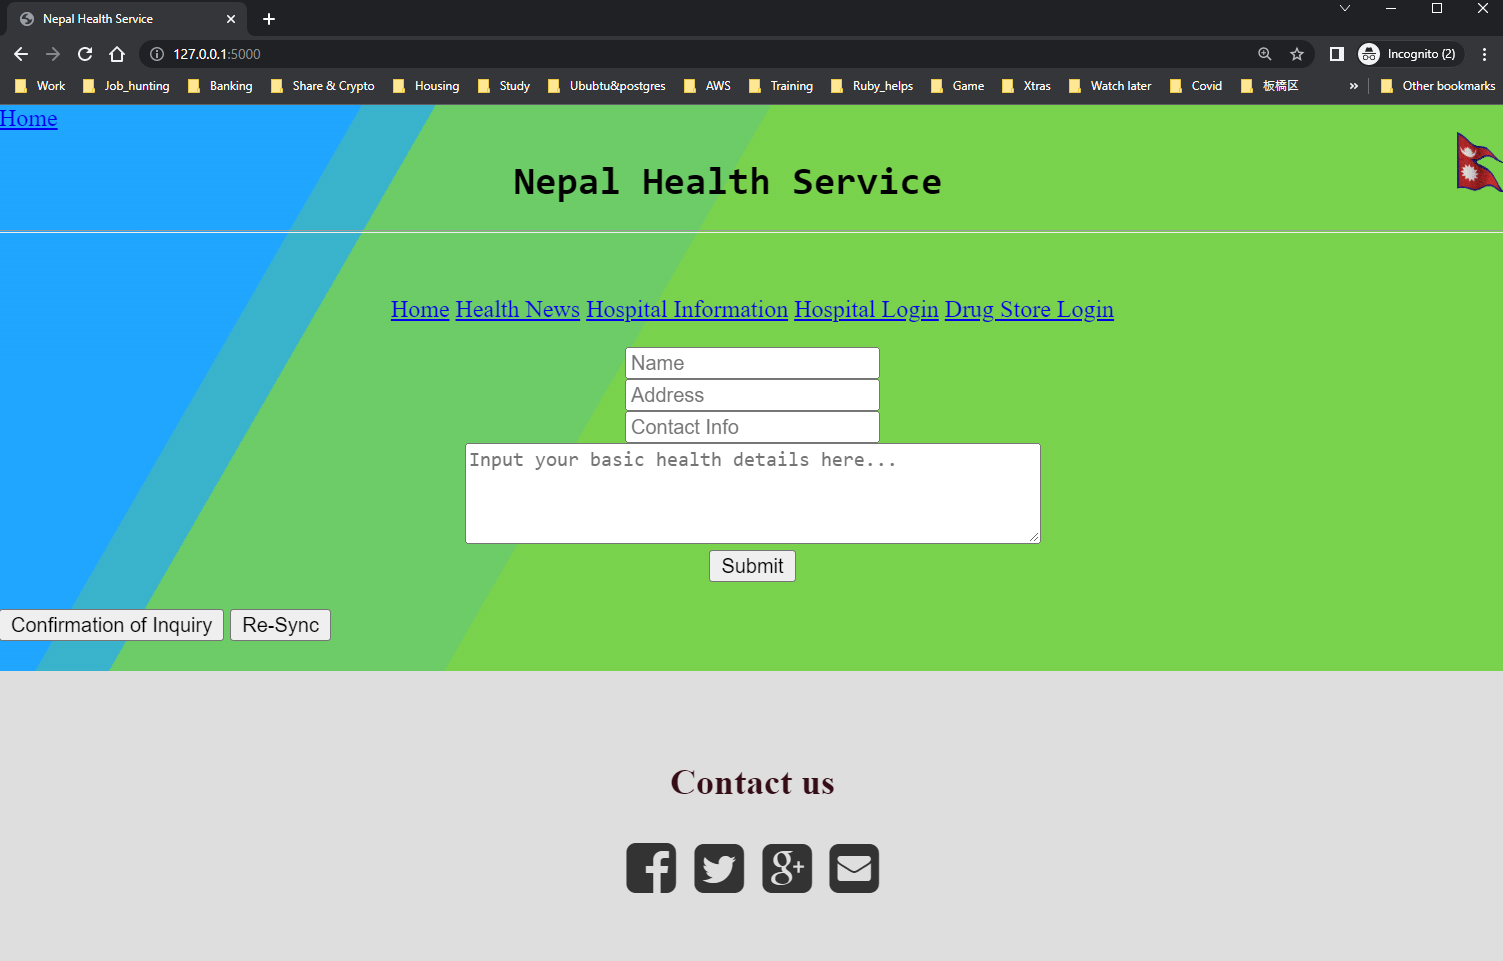 Nepal Health Service
127.0.0.1:5000
Incognito (2)
Work Job_hunting Banking Share & Crypto Housing Study Ububtu&postgres AWS Training Ruby_helps Game Xtras Watch later Covid 板橋区 » Other bookmarks
Home
Nepal Health Service
Home Health News Hospital Information Hospital Login Drug Store Login
Name
Address
Contact Info
Input your basic health details here...
Submit
Confirmation of Inquiry Re-Sync
Contact us